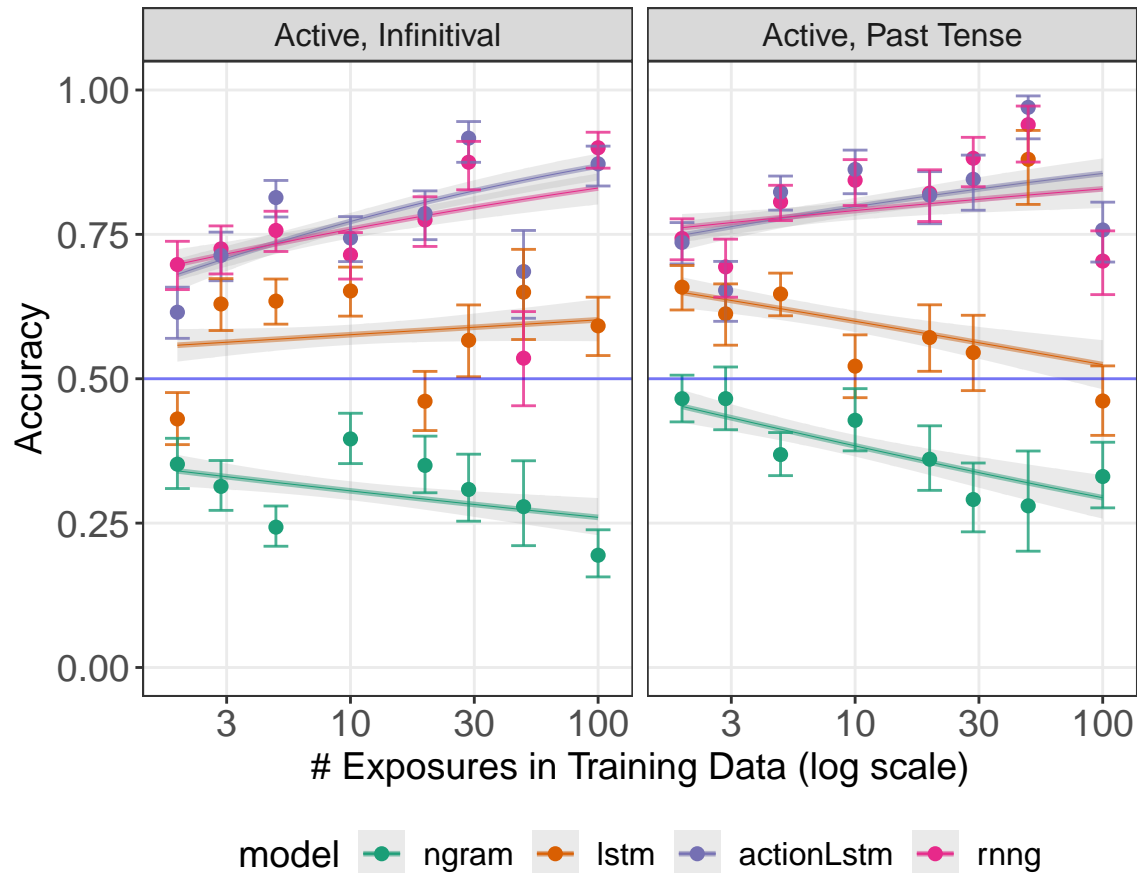 Active, Infinitival
Active, Past Tense
Accuracy
1.00
0.75
0.50
0.25
0.00
3 10 30 100
3 10 30 100
# Exposures in Training Data (log scale)
model ngram lstm actionLstm rnng